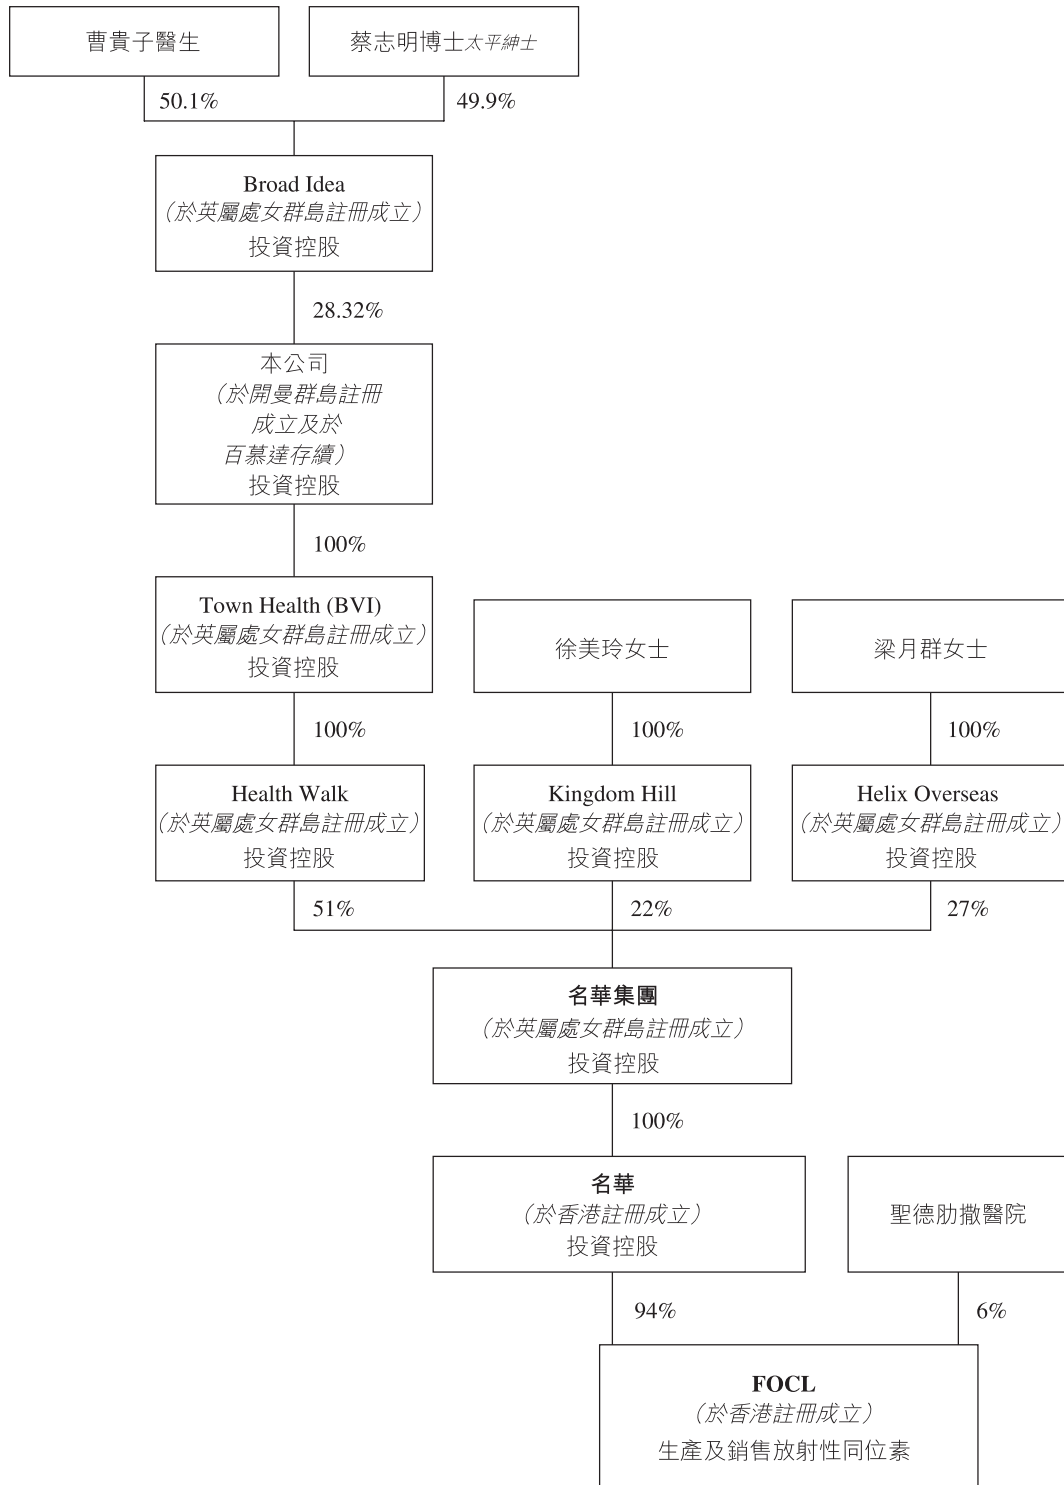 曹貴子醫生
蔡志明博士太平紳士
50.1%
49.9%
Broad Idea
（於英屬處女群島註冊成立）
投資控股
28.32%
本公司
（於開曼群島註冊
成立及於
百慕達存續）
投資控股
100%
Town Health (BVI)
（於英屬處女群島註冊成立）
投資控股
徐美玲女士
梁月群女士
100%
100%
100%
Health Walk
（於英屬處女群島註冊成立）
投資控股
Kingdom Hill
（於英屬處女群島註冊成立）
投資控股
Helix Overseas
（於英屬處女群島註冊成立）
投資控股
51%
22%
27%
名華集團
（於英屬處女群島註冊成立）
投資控股
100%
名華
（於香港註冊成立）
投資控股
聖德肋撒醫院
94%
6%
FOCL
（於香港註冊成立）
生產及銷售放射性同位素